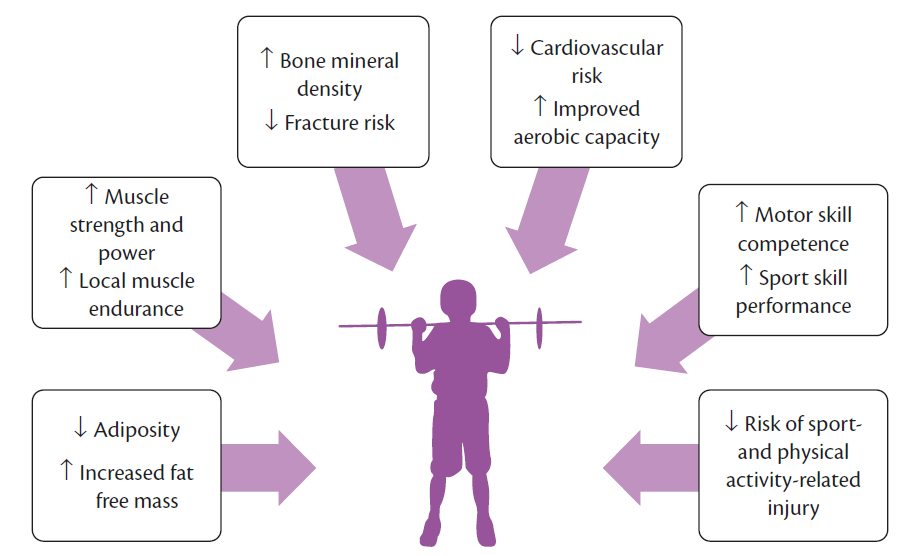 ↑ Bone mineral
density
↓ Fracture risk
↓ Cardiovascular
risk
↑ Improved
aerobic capacity
↑ Muscle
strength and
power
↑ Local muscle
endurance
↑ Motor skill
competence
↑ Sport skill
performance
↓ Adiposity
↑ Increased fat
free mass
↓ Risk of sport-
and physical
activity-related
injury